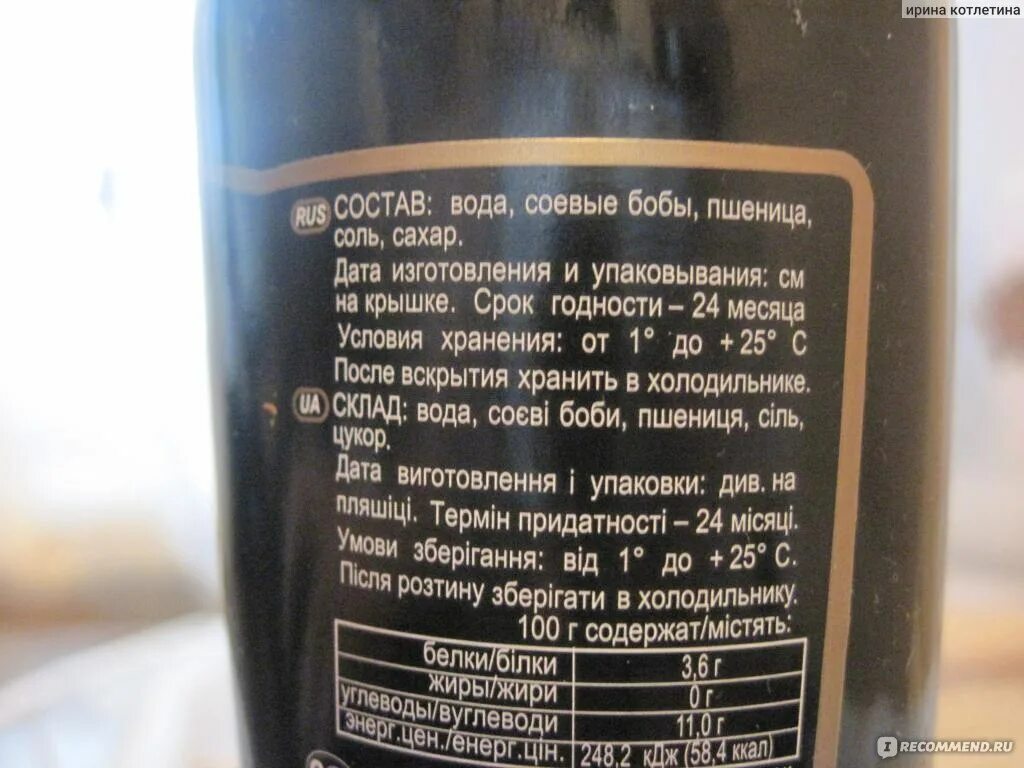 ирина котлетина
RUS СОСТАВ: вода, соевые бобы, пшеница,
соль, сахар.
Дата изготовления и упаковывания: см
на крышке. Срок годности – 24 месяца
Условия хранения: от 1° до +25° С
После вскрытия хранить в холодильнике.
UA СКЛАД: вода, соєві боби, пшениця, сіль,
цукор.
Дата виготовлення і упаковки: див. на
пляшіці. Термін придатності – 24 місяці.
Умови зберігання: від 1° до +25° С.
Після розтину зберігати в холодильнику.
100 г содержат/містять:
белки/білки 3,6 г
жиры/жири 0 г
углеводы/вуглеводи 11,0 г
энерг.цен./енерг.цін. 248,2 кДж (58,4 ккал)
IRECOMMEND.RU